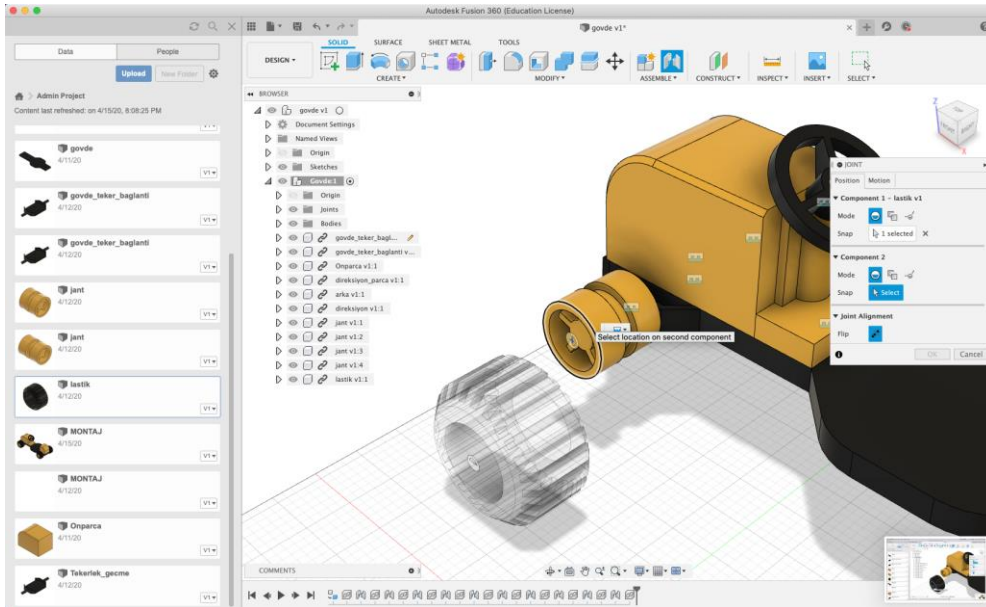 Autodesk Fusion 360 (Education License)
govde v1*
Data
People
Upload
New Folder
Admin Project
Content last refreshed: on 4/15/20, 8:08:25 PM
V1
govde
4/11/20
V1
govde_teker_baglanti
4/12/20
V1
govde_teker_baglanti
4/12/20
V1
jant
4/12/20
V1
jant
4/12/20
V1
lastik
4/12/20
V1
MONTAJ
4/15/20
V1
MONTAJ
4/12/20
V1
Onparca
4/11/20
V1
Tekerlek_gecme
4/12/20
V1
DESIGN
SOLID
SURFACE
SHEET METAL
TOOLS
CREATE
MODIFY
ASSEMBLE
CONSTRUCT
INSPECT
INSERT
SELECT
BROWSER
govde v1
Document Settings
Named Views
Origin
Sketches
Govde:1
Origin
Joints
Bodies
govde_teker_bagl...
govde_teker_baglanti v...
Onparca v1:1
direksiyon_parca v1:1
arka v1:1
direksiyon v1:1
jant v1:1
jant v1:2
jant v1:3
jant v1:4
lastik v1:1
Select location on second component
Z
TOP
FRONT
RIGHT
X
JOINT
Position
Motion
Component 1 - lastik v1
Mode
Snap
1 selected
Component 2
Mode
Snap
Select
Joint Alignment
Flip
OK
Cancel
COMMENTS